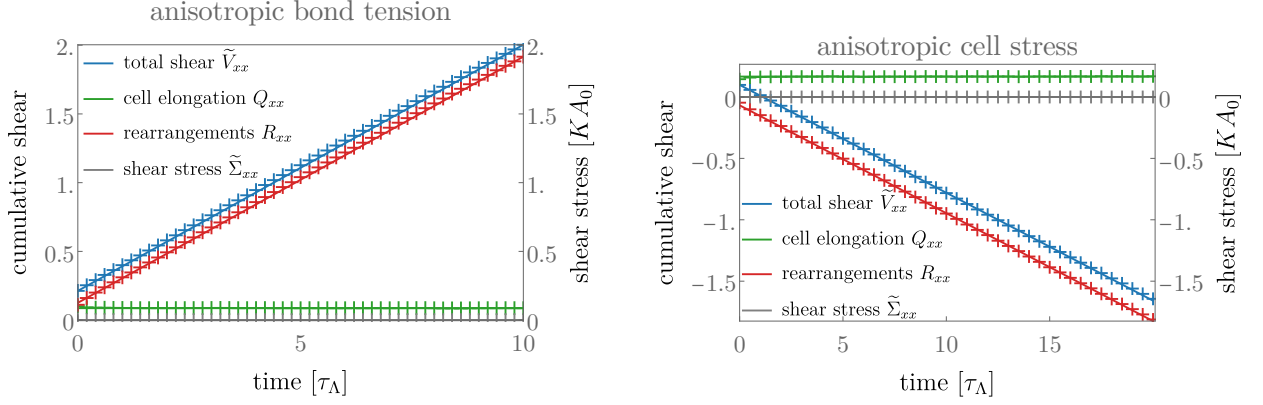 anisotropic bond tension
2.
1.5
1.
0.5
0
cumulative shear
total shear Ṽxx
cell elongation Qxx
rearrangements Rxx
shear stress Σ̃xx
2.
1.5
1.
0.5
0
shear stress [KA0]
0
5
10
time [τΛ]
anisotropic cell stress
0
−0.5
−1.
−1.5
cumulative shear
total shear Ṽxx
cell elongation Qxx
rearrangements Rxx
shear stress Σ̃xx
0
−0.5
−1.
−1.5
shear stress [KA0]
0
5
10
15
time [τΛ]